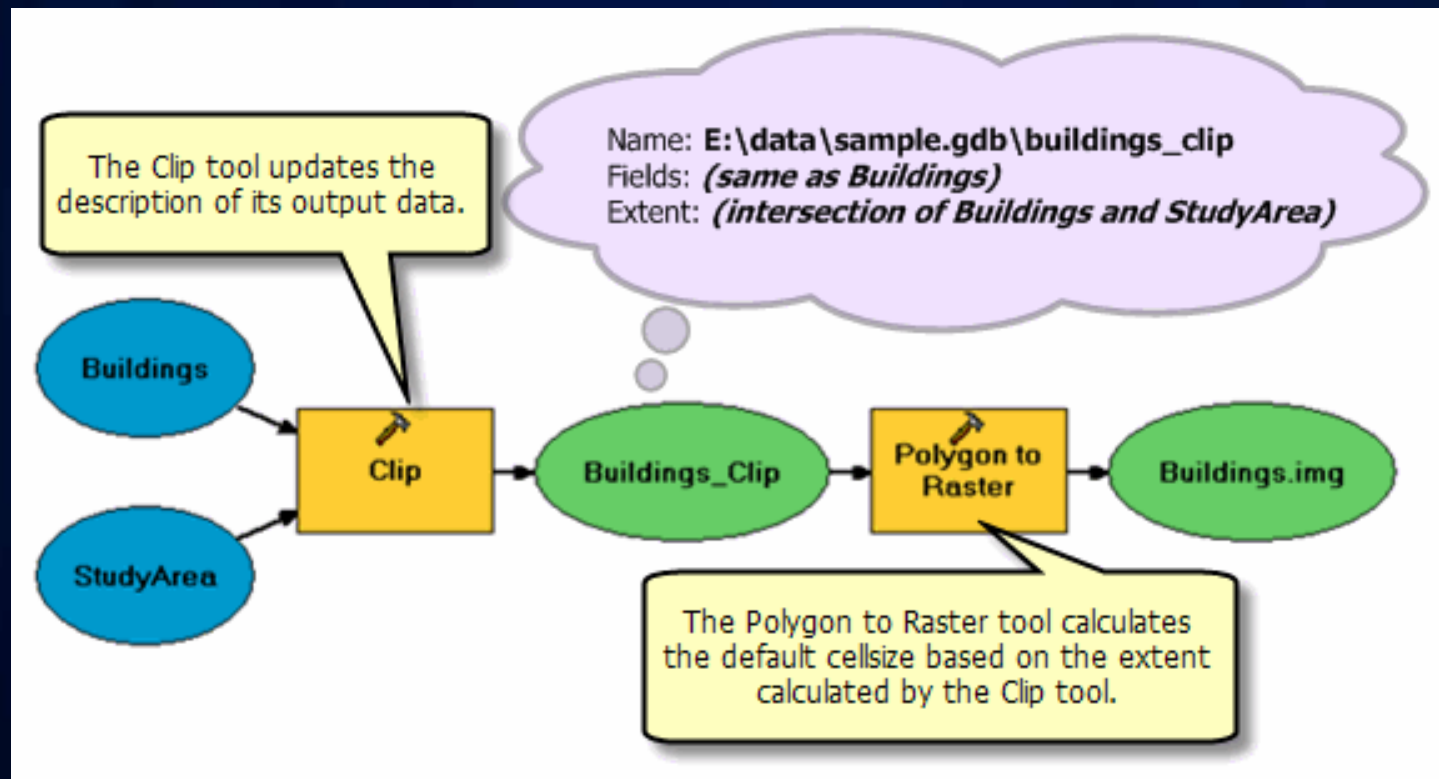 Name: E:\data\sample.gdb\buildings_clip
Fields: (same as Buildings)
Extent: (intersection of Buildings and StudyArea)
The Clip tool updates the
description of its output data.
Buildings
StudyArea
Clip
Buildings_Clip
Polygon to
Raster
Buildings.img
The Polygon to Raster tool calculates
the default cellsize based on the extent
calculated by the Clip tool.